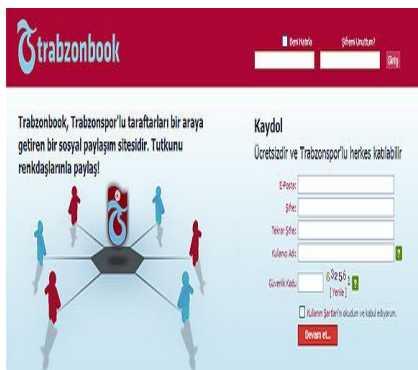 trabzonbook
Beni Hatırla Şifremi Unuttum?
Giriş
Trabzonbook, Trabzonspor'lu taraftarları bir araya
getiren bir sosyal paylaşım sitesidir. Tutkunu
renkdaşlarınla paylaş!
Kaydol
Ücretsizdir ve Trabzonspor'lu herkes katılabilir
E-Posta:
Şifre:
Tekrar Şifre:
Kullanıcı Adı:
?
Güvenlik Kodu: 632561 ?
[ Yenile ]
Kullanım Şartları'nı okudum ve kabul ediyorum.
Devam et...